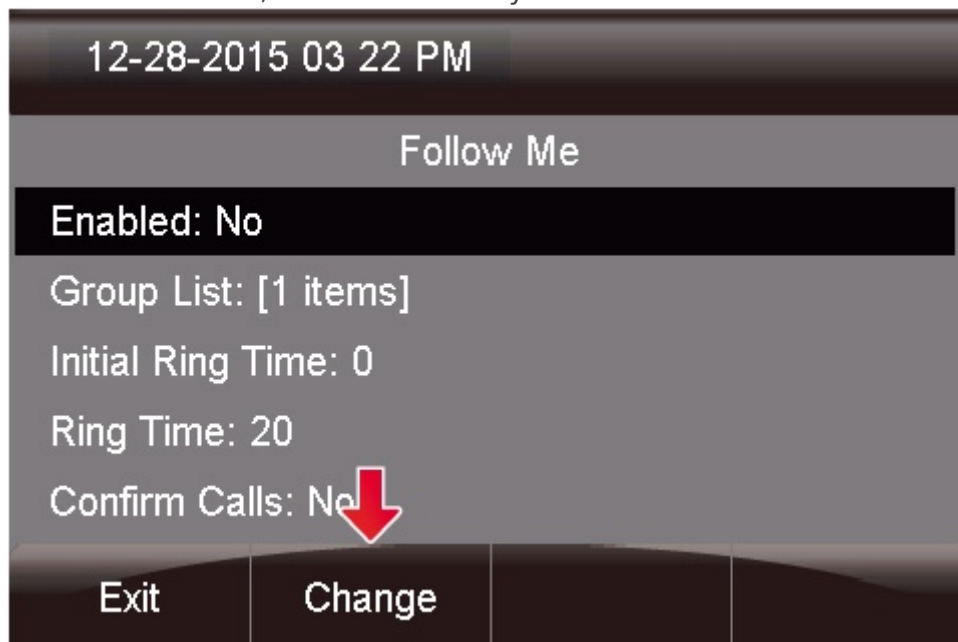 12-28-2015 03 22 PM
Follow Me
Enabled: No
Group List: [1 items]
Initial Ring Time: 0
Ring Time: 20
Confirm Calls: No
Exit Change